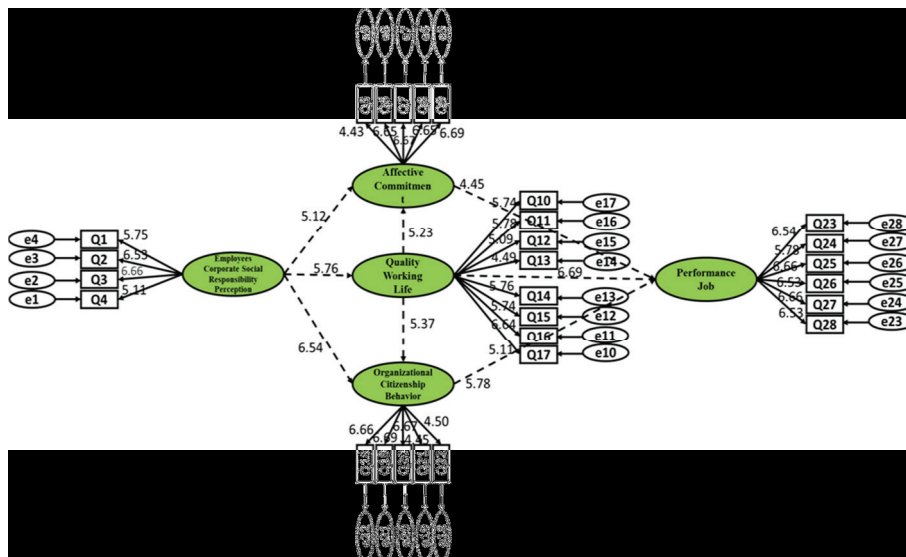 4.43
6.65
6.67
6.65
6.69
Affective
Commitmen
t
4.45
5.12
5.23
5.76
6.54
5.37
e4
Q1
5.75
e3
Q2
6.53
e2
Q3
6.66
e1
Q4
5.11
Employees
Corporate Social
Responsibility
Perception
Quality
Working
Life
5.74
Q10
e17
5.78
Q11
e16
5.09
Q12
e15
4.49
Q13
e14
6.69
5.76
Q14
e13
5.74
Q15
e12
6.64
Q16
e11
5.11
Q17
e10
Performance
Job
6.54
Q23
e28
5.78
Q24
e27
6.66
Q25
e26
6.53
Q26
e25
6.66
Q27
e24
6.53
Q28
e23
Organizational
Citizenship
Behavior
5.78
6.66
6.69
6.67
4.45
4.50